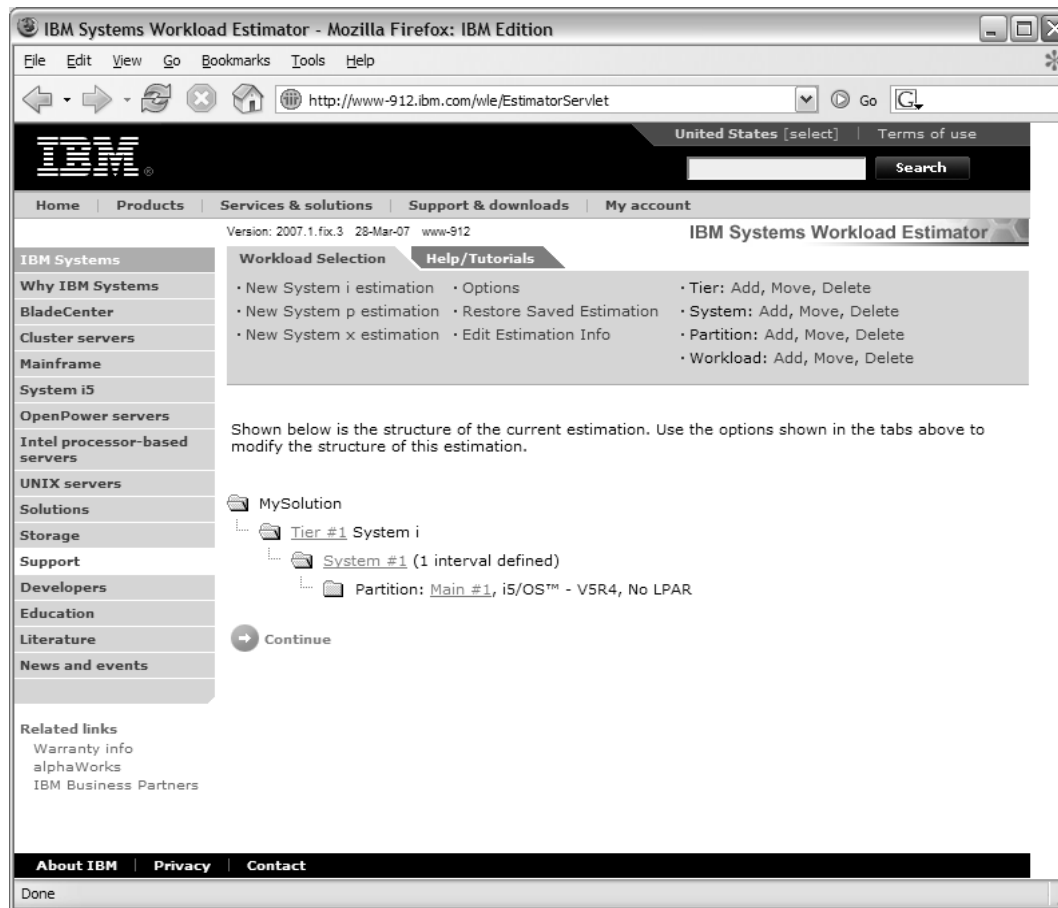 IBM Systems Workload Estimator - Mozilla Firefox: IBM Edition
File Edit View Go Bookmarks Tools Help
http://www-912.ibm.com/wle/EstimatorServlet Go G
United States [select] | Terms of use
IBM®
Search
Home | Products | Services & solutions | Support & downloads | My account
Version: 2007.1.fix.3 28-Mar-07 www-912 IBM Systems Workload Estimator
IBM Systems
Why IBM Systems
BladeCenter
Cluster servers
Mainframe
System i5
OpenPower servers
Intel processor-based
servers
UNIX servers
Solutions
Storage
Support
Developers
Education
Literature
News and events
Related links
Warranty info
alphaWorks
IBM Business Partners
Workload Selection Help/Tutorials
· New System i estimation · Options · Tier: Add, Move, Delete
· New System p estimation · Restore Saved Estimation · System: Add, Move, Delete
· New System x estimation · Edit Estimation Info · Partition: Add, Move, Delete
· Workload: Add, Move, Delete
Shown below is the structure of the current estimation. Use the options shown in the tabs above to
modify the structure of this estimation.
MySolution
Tier #1 System i
System #1 (1 interval defined)
Partition: Main #1, i5/OS™ - V5R4, No LPAR
Continue
About IBM | Privacy | Contact
Done